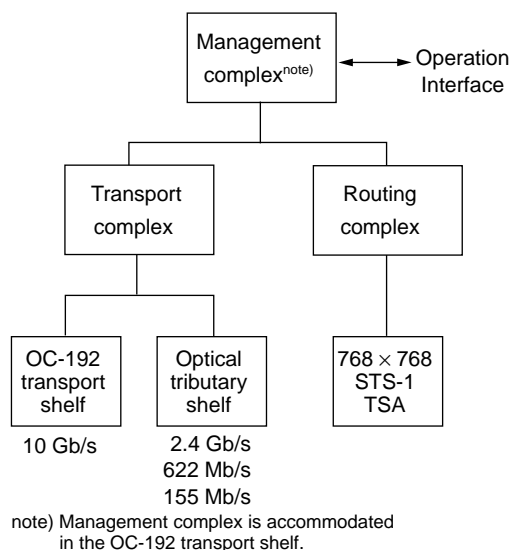 Management
complex^note)
Operation
Interface
Transport
complex
Routing
complex
OC-192
transport
shelf
Optical
tributary
shelf
768 × 768
STS-1
TSA
10 Gb/s
2.4 Gb/s
622 Mb/s
155 Mb/s
note) Management complex is accommodated
in the OC-192 transport shelf.